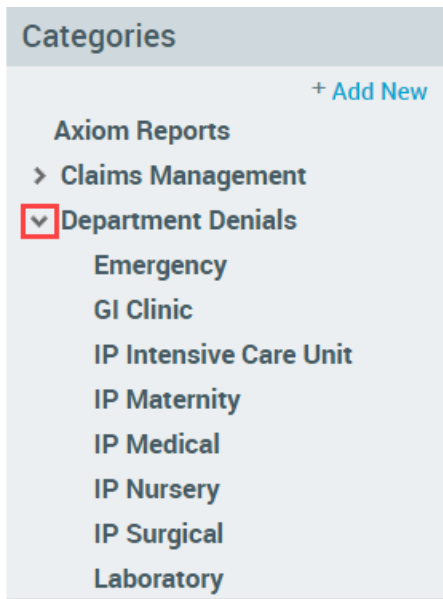 Categories
+ Add New
Axiom Reports
Claims Management
Department Denials
Emergency
GI Clinic
IP Intensive Care Unit
IP Maternity
IP Medical
IP Nursery
IP Surgical
Laboratory